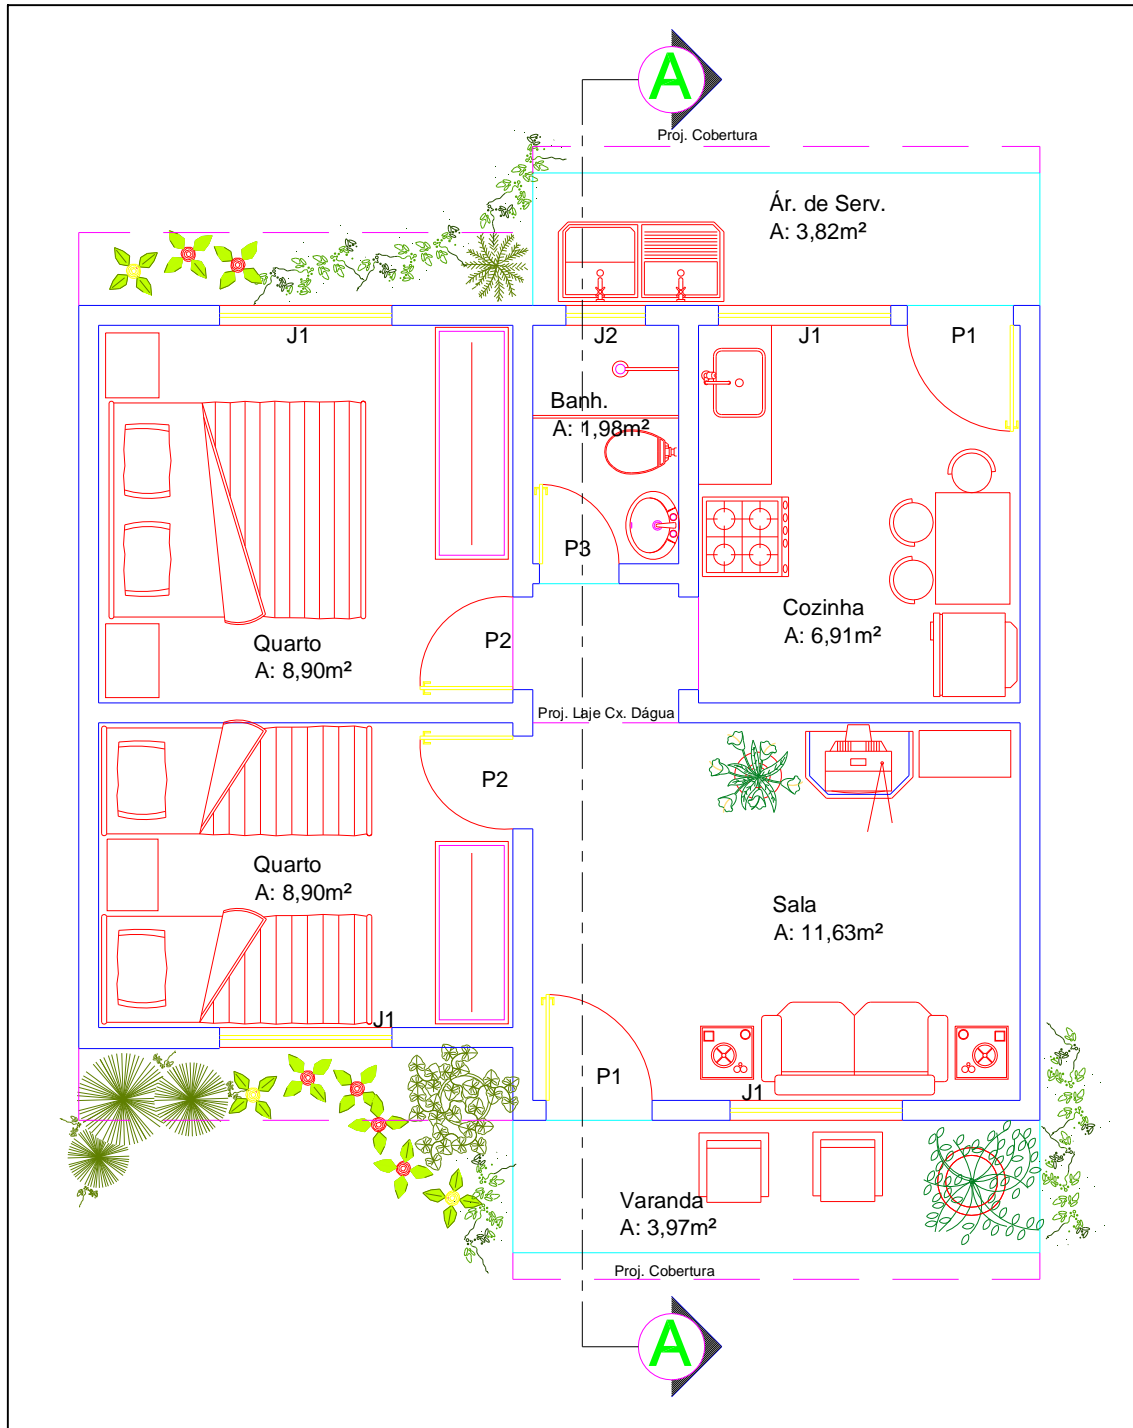 A
Proj. Cobertura
Ár. de Serv.
A: 3,82m²
J1
J2
J1
P1
Banh.
A: 1,98m²
P3
Cozinha
A: 6,91m²
Quarto
A: 8,90m²
P2
Proj. Laje Cx. Dágua
P2
Quarto
A: 8,90m²
Sala
A: 11,63m²
J1
P1
J1
Varanda
A: 3,97m²
Proj. Cobertura
A